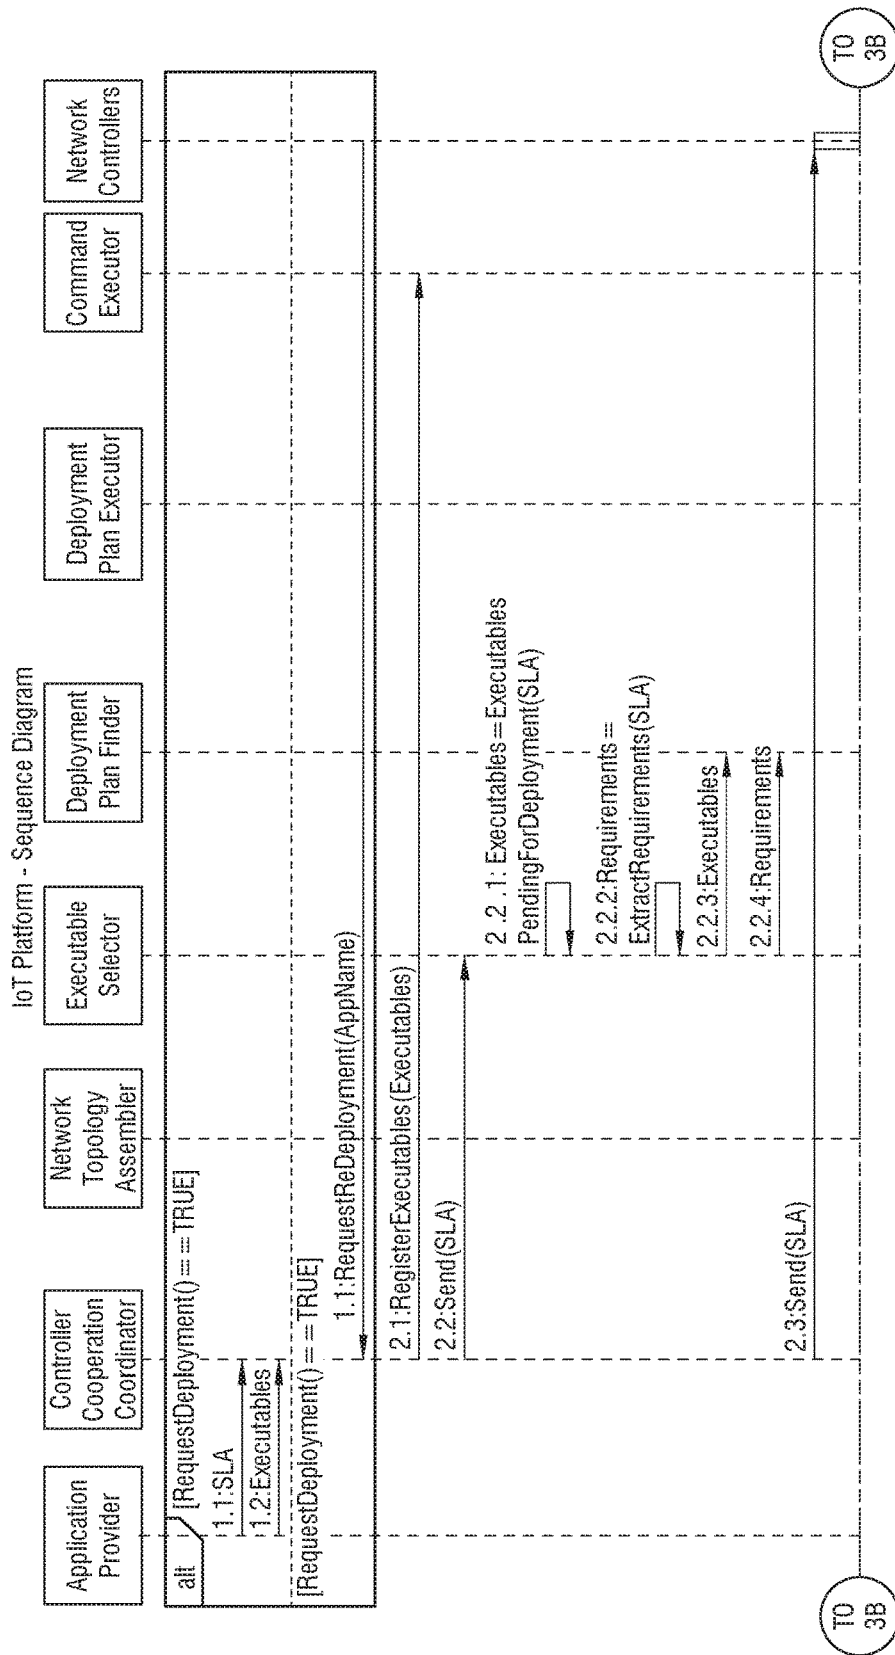 IoT Platform - Sequence Diagram
Application
Provider
Controller
Cooperation
Coordinator
Network
Topology
Assembler
Executable
Selector
Deployment
Plan Finder
Deployment
Plan Executor
Command
Executor
Network
Controllers
alt
[RequestDeployment()==TRUE]
1.1:SLA
1.2:Executables
[RequestDeployment()==TRUE]
1.1:RequestReDeployment(AppName)
2.1:RegisterExecutables(Executables)
2.2:Send(SLA)
2.2 .1: Executables=Executables
PendingForDeployment(SLA)
2.2.2:Requirements=
ExtractRequirements(SLA)
2.2.3:Executables
2.2.4:Requirements
2.3:Send(SLA)
TO
3B
TO
3B